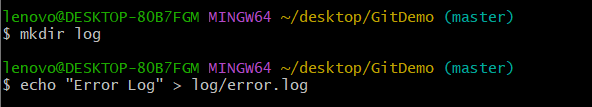 lenovo@DESKTOP-80B7FGM MINGW64 ~/desktop/GitDemo (master)
$ mkdir log
lenovo@DESKTOP-80B7FGM MINGW64 ~/desktop/GitDemo (master)
$ echo "Error Log" > log/error.log